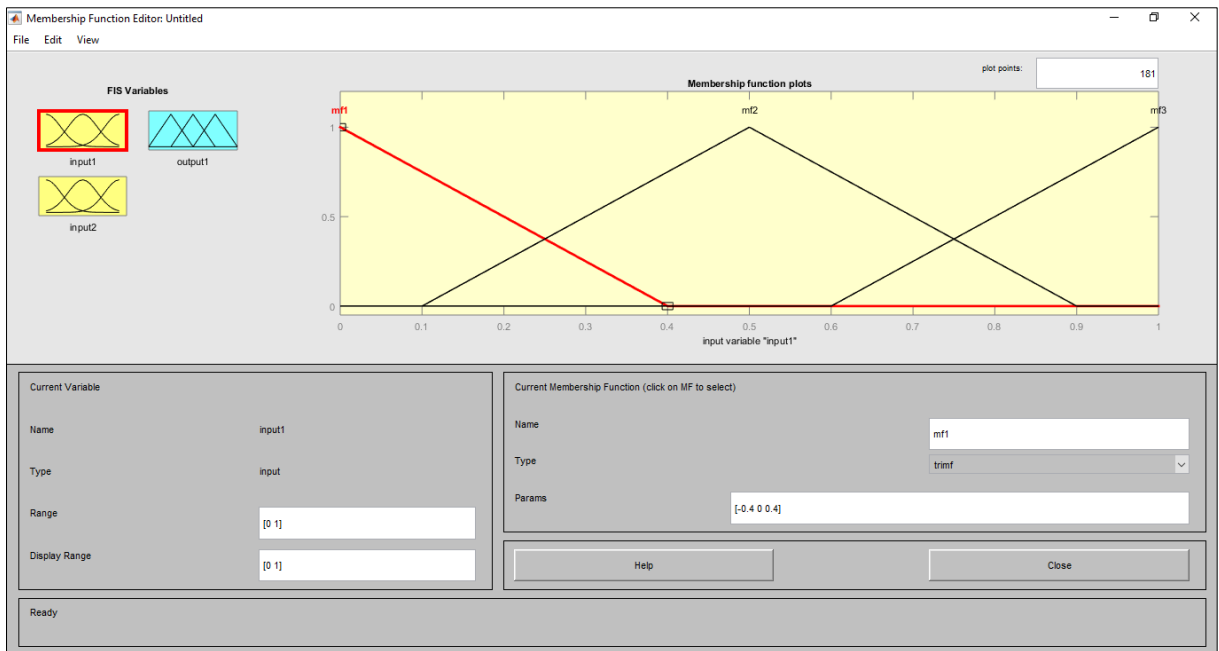 Membership Function Editor: Untitled
File Edit View
FIS Variables
input1
output1
input2
plot points:
181
Membership function plots
mf1
mf2
mf3
1
0.5
0
0 0.1 0.2 0.3 0.4 0.5 0.6 0.7 0.8 0.9 1
input variable "input1"
Current Variable
Name input1
Type input
Range [0 1]
Display Range [0 1]
Current Membership Function (click on MF to select)
Name mf1
Type trimf
Params [-0.4 0 0.4]
Help Close
Ready